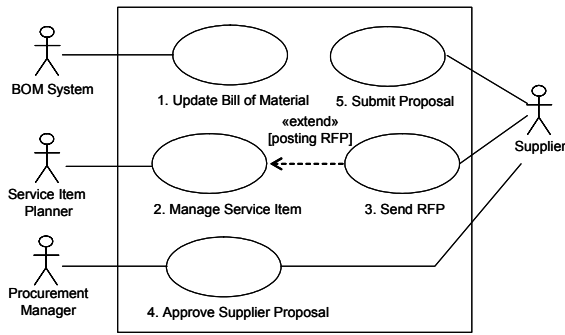 BOM System
1. Update Bill of Material
5. Submit Proposal
«extend»
[posting RFP]
Supplier
Service Item
Planner
2. Manage Service Item
3. Send RFP
Procurement
Manager
4. Approve Supplier Proposal